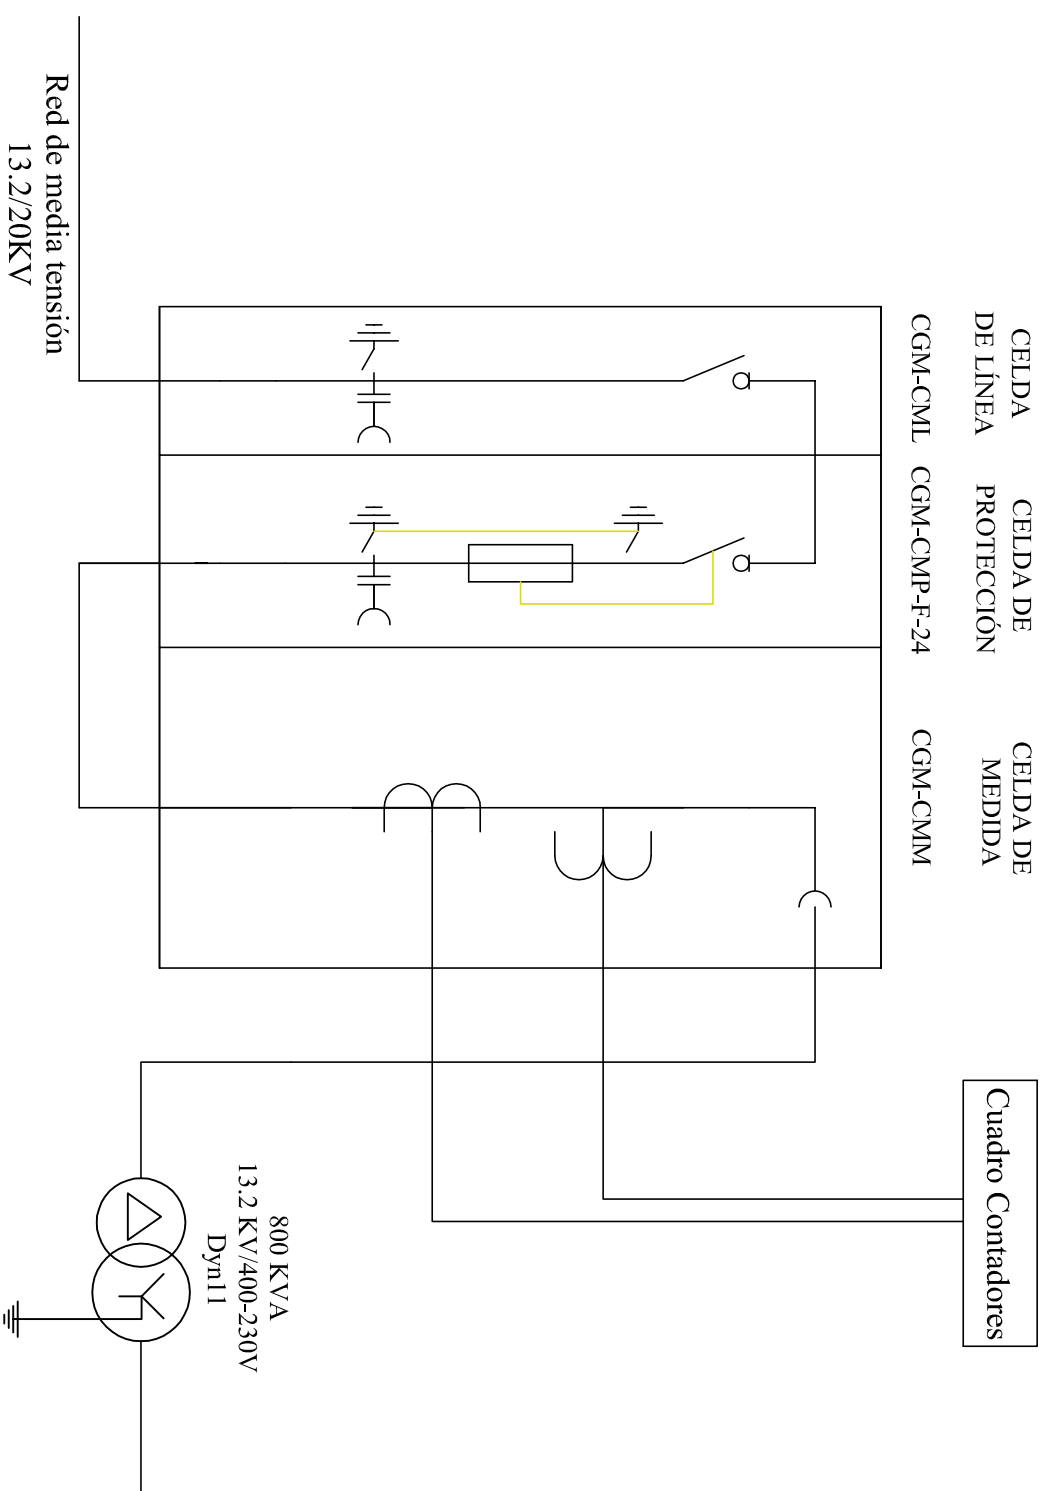 CELDA
DE LÍNEA
CGM-CML
CELDA DE
PROTECCIÓN
CGM-CMP-F-24
CELDA DE
MEDIDA
CGM-CMM
Cuadro Contadores
Red de media tensión
13.2/20KV
800 KVA
13.2 KV/400-230V
Dyn11